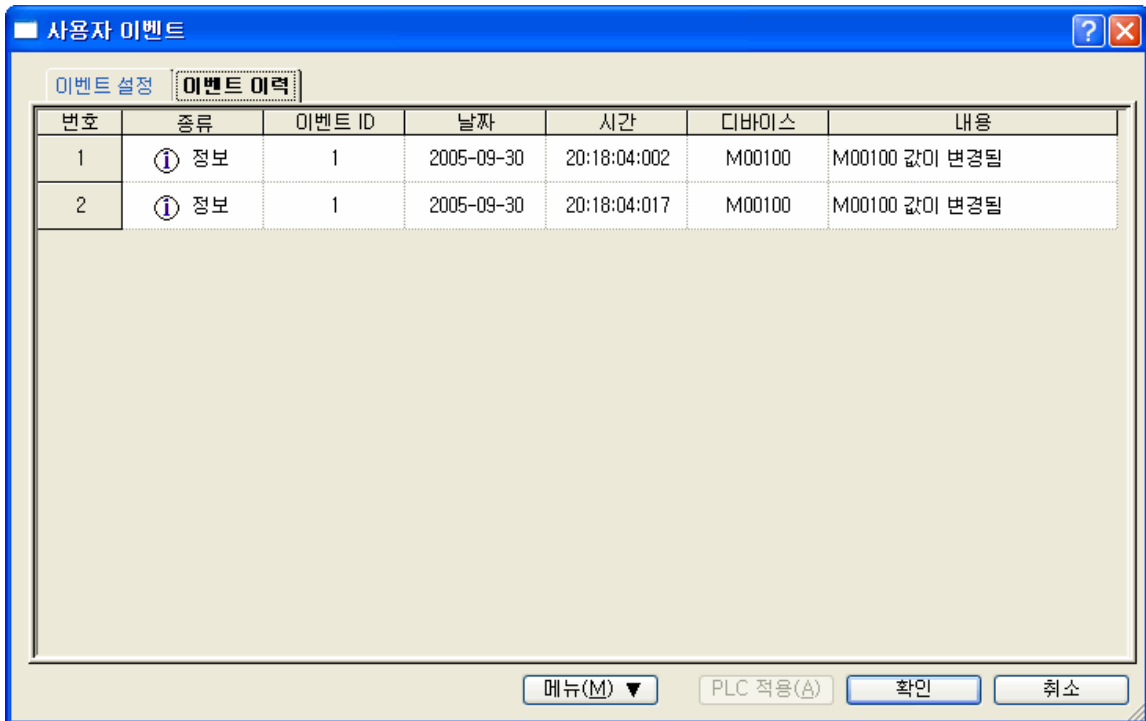 사용자 이벤트
이벤트 설정 이벤트 이력
번호 종류 이벤트 ID 날짜 시간 디바이스 내용
1 정보 1 2005-09-30 20:18:04:002 M00100 M00100 값이 변경됨
2 정보 1 2005-09-30 20:18:04:017 M00100 M00100 값이 변경됨
메뉴(M) ▼ PLC 적용(A) 확인 취소